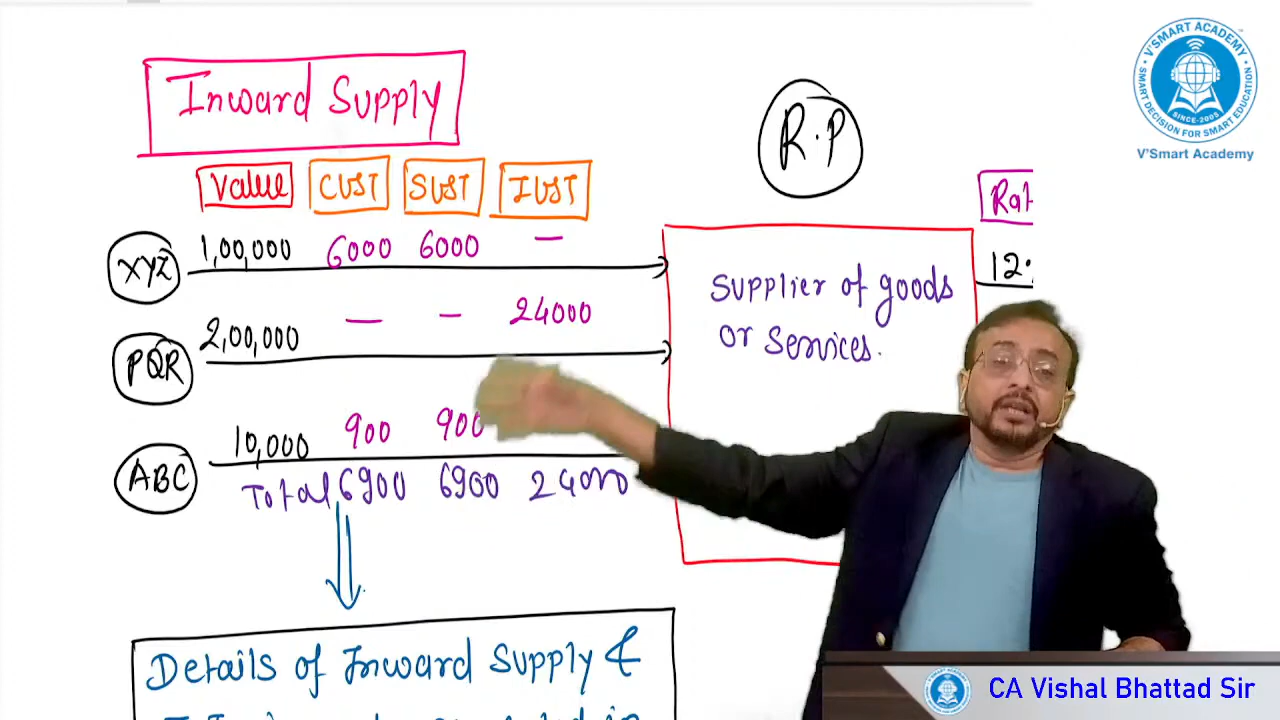 Inward Supply
Value CGST SGST IGST
XYZ 1,00,000 6000 6000 —
PQR 2,00,000 — — 24000
ABC 10,000 900 900
Total 6900 6900 24000
Details of Inward Supply &
R.P
Supplier of goods
or services.
12%
V'SMART ACADEMY
SMART DECISION FOR SMART EDUCATION
SINCE-2005
V'Smart Academy
CA Vishal Bhattad Sir